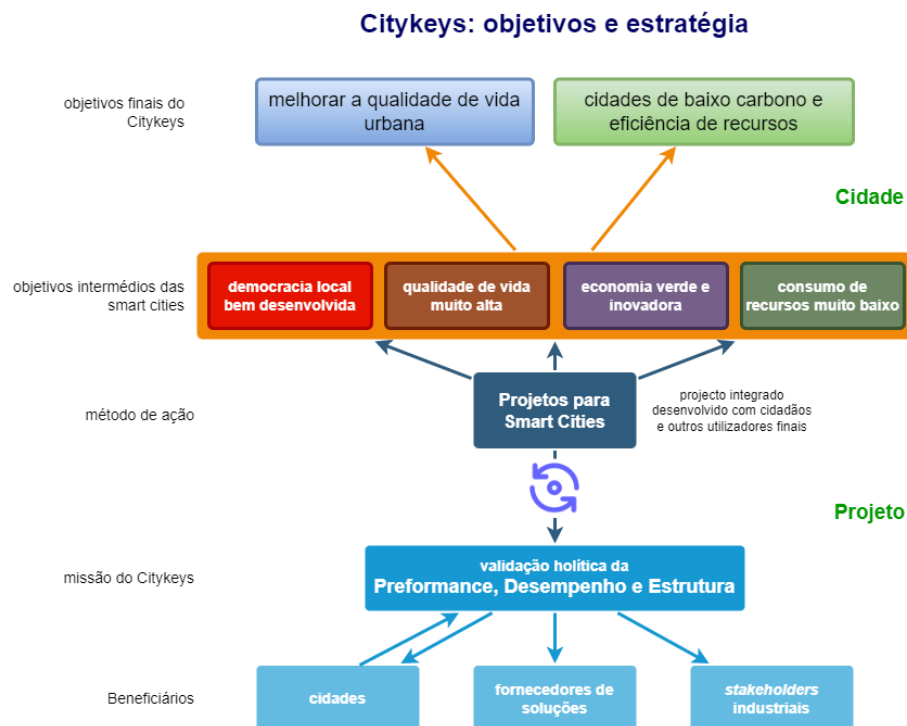 Citykeys: objetivos e estratégia
objetivos finais do
Citykeys
melhorar a qualidade de vida
urbana
cidades de baixo carbono e
eficiência de recursos
Cidade
objetivos intermédios das
smart cities
democracia local
bem desenvolvida
qualidade de vida
muito alta
economia verde e
inovadora
consumo de
recursos muito baixo
método de ação
Projetos para
Smart Cities
projecto integrado
desenvolvido com cidadãos
e outros utilizadores finais
Projeto
missão do Citykeys
validação holítica da
Preformance, Desempenho e Estrutura
Beneficiários
cidades
fornecedores de
soluções
stakeholders
industriais